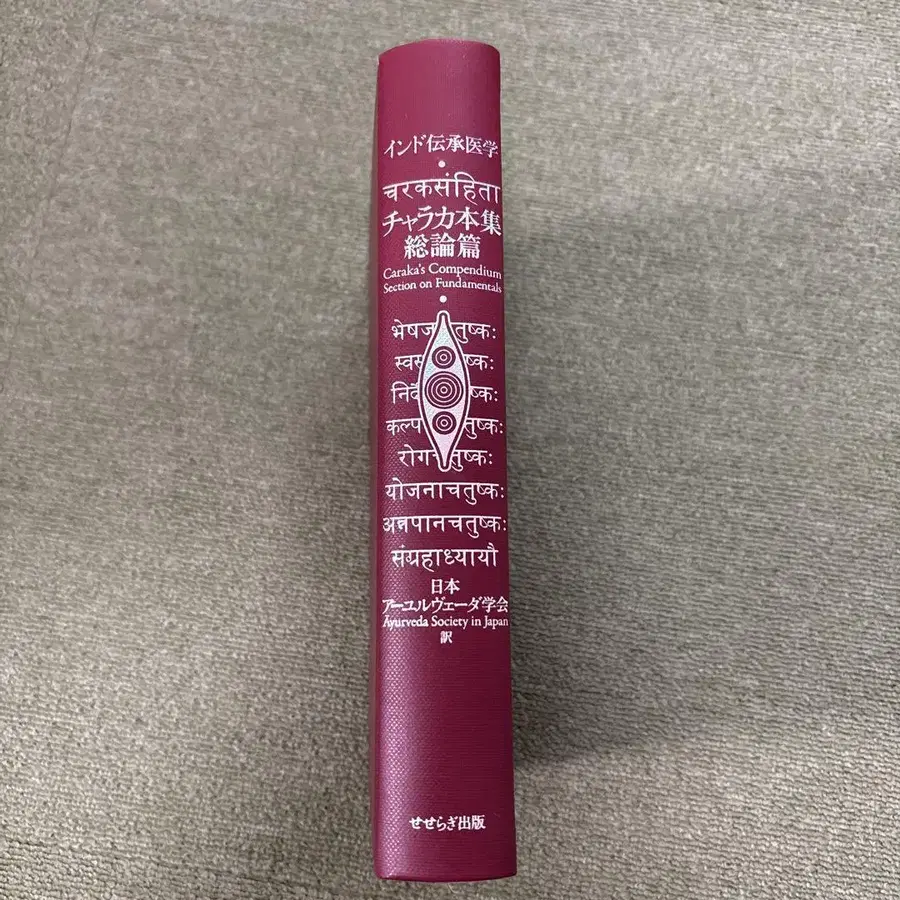 インド伝承医学
चरकसंहिता
チャラカ本集
総論篇
Caraka's Compendium
Section on Fundamentals
भेषज तुष्कः
स्वस ष्कः
निर्दे ष्कः
कल्प तुष्कः
रोगच तुष्कः
योजनाचतुष्कः
अन्नपानचतुष्कः
संग्रहाध्यायौ
日本
アーユルヴェーダ学会
Ayurveda Society in Japan
訳
せせらぎ出版